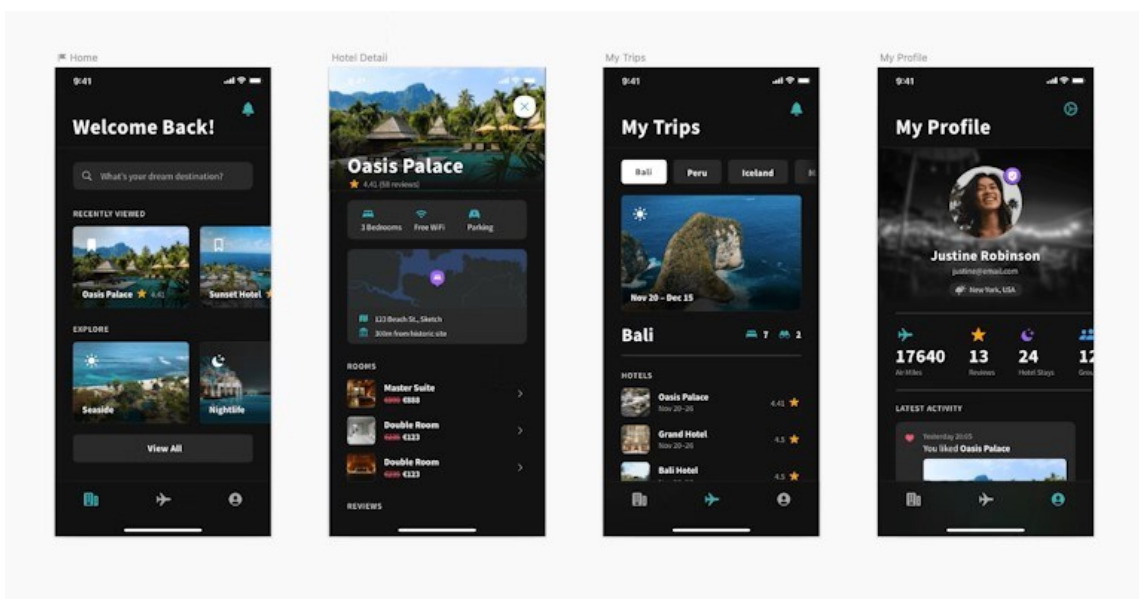 Home
9:41
Welcome Back!
What's your dream destination?
RECENTLY VIEWED
Oasis Palace 4.41
Sunset Hotel
EXPLORE
Seaside
Nightlife
View All
Hotel Detail
Oasis Palace
4.41 (58 reviews)
3 Bedrooms Free WiFi Parking
123 Beach St., Sketch
300m from historic site
ROOMS
Master Suite
€888
Double Room
€123
Double Room
€123
REVIEWS
My Trips
9:41
My Trips
Bali Peru Iceland
Nov 20 – Dec 15
Bali 7 2
HOTELS
Oasis Palace
Nov 20–26
4.41
Grand Hotel
Nov 20–26
4.5
Bali Hotel
4.5
My Profile
9:41
My Profile
Justine Robinson
justine@email.com
New York, USA
17640 13 24 12
Air Miles Reviews Hotel Stays
LATEST ACTIVITY
Yesterday 20:05
You liked Oasis Palace